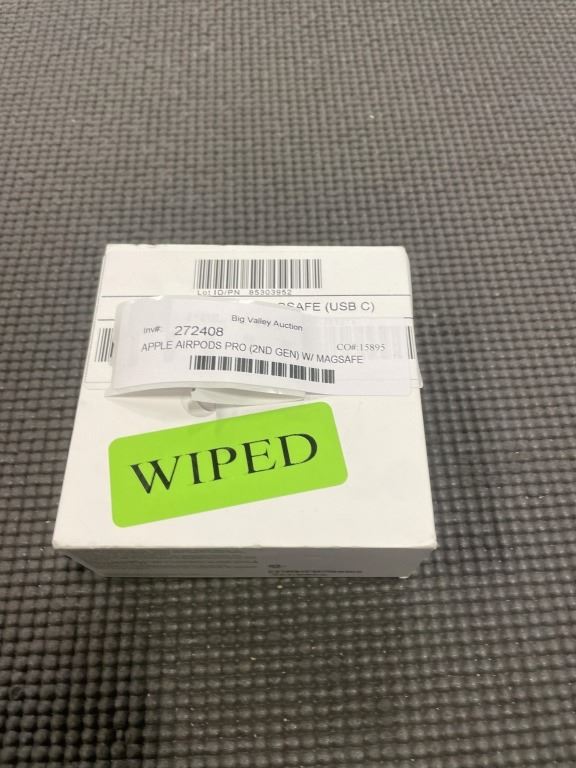 Lot ID/PN 85303952
SAFE (USB C)
Big Valley Auction
Inv#: 272408
CO#:15895
APPLE AIRPODS PRO (2ND GEN) W/ MAGSAFE
WIPED